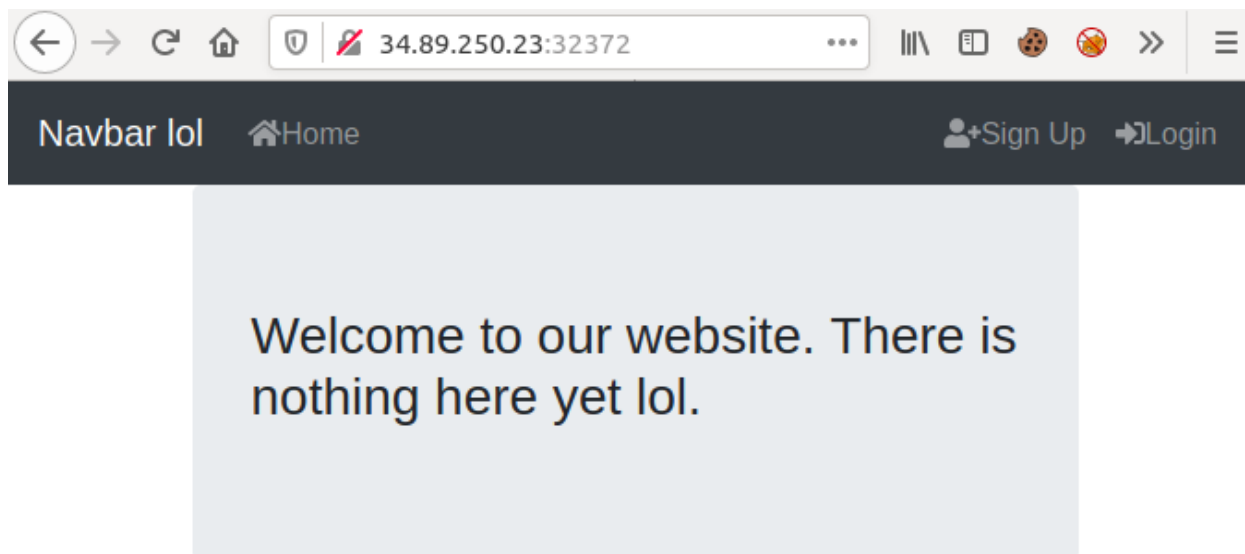 34.89.250.23:32372
Navbar lol Home Sign Up Login
Welcome to our website. There is
nothing here yet lol.